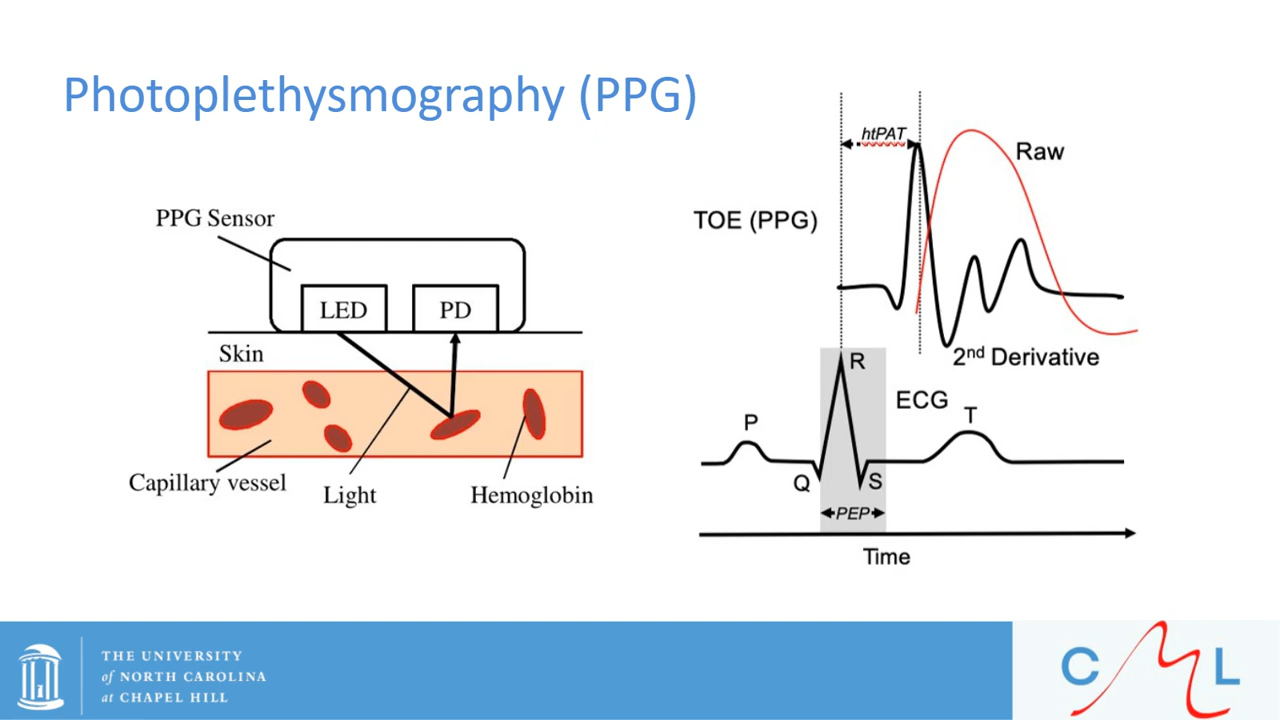 Photoplethysmography (PPG)
PPG Sensor
LED
PD
Skin
Capillary vessel
Light
Hemoglobin
htPAT
Raw
TOE (PPG)
2nd Derivative
R
ECG
P
T
Q
S
PEP
Time
THE UNIVERSITY
of NORTH CAROLINA
at CHAPEL HILL
C M L